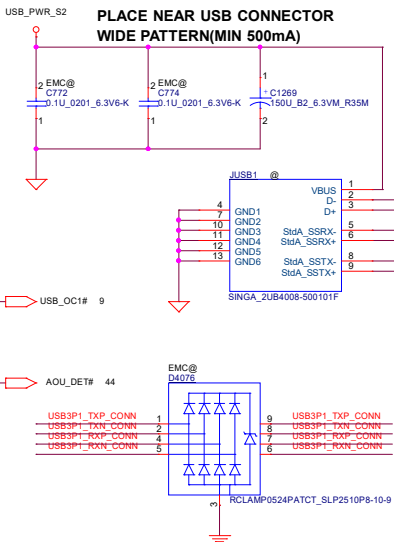 USB_PWR_S2
PLACE NEAR USB CONNECTOR
WIDE PATTERN(MIN 500mA)
2 EMC@
C772
0.1U_0201_6.3V6-K
1
2 EMC@
C774
0.1U_0201_6.3V6-K
1
1
+ C1269
150U_B2_6.3VM_R35M
2
JUSB1 @
VBUS 1
D- 2
D+ 3
4 GND1
7 GND2
10 GND3
11 GND4
12 GND5
13 GND6
StdA_SSRX- 5
StdA_SSRX+ 6
StdA_SSTX- 8
StdA_SSTX+ 9
SINGA_2UB4008-500101F
USB_OC1# 9
AOU_DET# 44
EMC@
D4076
USB3P1_TXP_CONN 1
USB3P1_TXN_CONN 2
USB3P1_RXP_CONN 4
USB3P1_RXN_CONN 5
9 USB3P1_TXP_CONN
8 USB3P1_TXN_CONN
7 USB3P1_RXP_CONN
6 USB3P1_RXN_CONN
3
RCLAMP0524PATCT_SLP2510P8-10-9